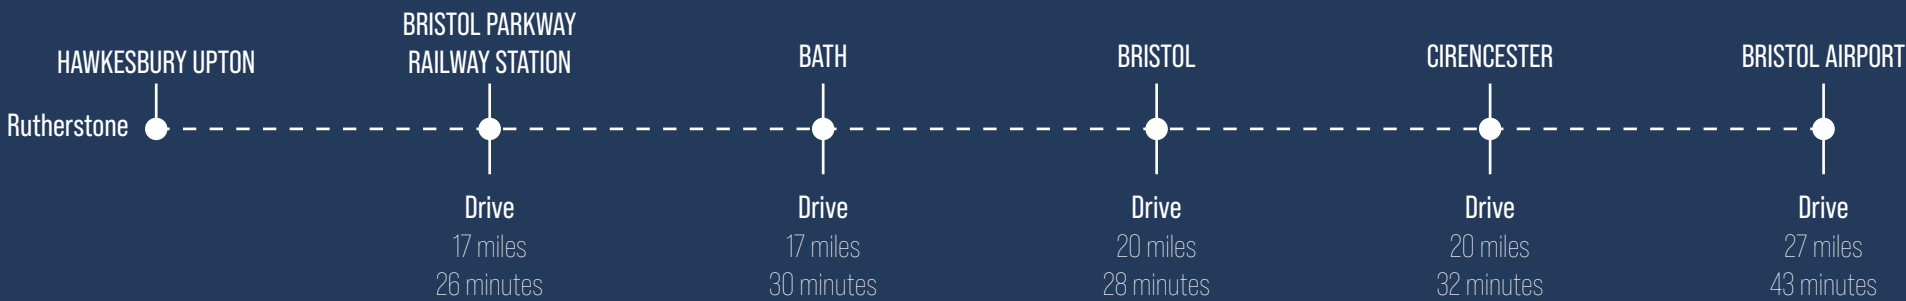 HAWKESBURY UPTON
BRISTOL PARKWAY
RAILWAY STATION
BATH
BRISTOL
CIRENCESTER
BRISTOL AIRPORT
Rutherstone
Drive
17 miles
26 minutes
Drive
17 miles
30 minutes
Drive
20 miles
28 minutes
Drive
20 miles
32 minutes
Drive
27 miles
43 minutes